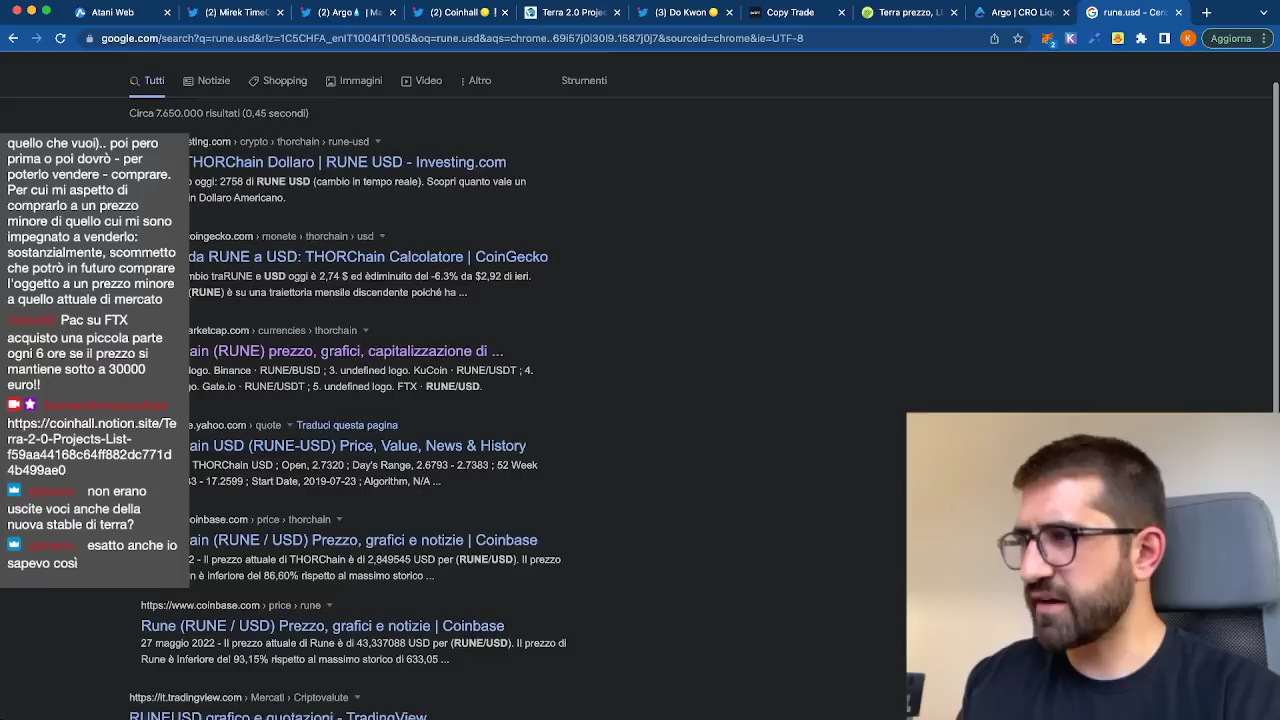 Atani Web
(2) Mirek TimeC
(2) Argo | Ma
(2) Coinhall | 
Terra 2.0 Proje
(3) Do Kwon
Copy Trade
Terra prezzo, L
Argo | CRO Liq
rune.usd - Cer
google.com/search?q=rune.usd&rlz=1C5CHFA_enIT1004IT1005&oq=rune.usd&aqs=chrome..69i57j0i30l9.1587j0j7&sourceid=chrome&ie=UTF-8
2
K
Aggiorna
Tutti
Notizie
Shopping
Immagini
Video
Altro
Strumenti
Circa 7.650.000 risultati (0,45 secondi)
sting.com › crypto › thorchain › rune-usd
THORChain Dollaro | RUNE USD - Investing.com
o oggi: 2758 di RUNE USD (cambio in tempo reale). Scopri quanto vale un
in Dollaro Americano.
oingecko.com › monete › thorchain › usd
da RUNE a USD: THORChain Calcolatore | CoinGecko
mbio traRUNE e USD oggi è 2,74 $ ed èdiminuito del -6.3% da $2,92 di ieri.
(RUNE) è su una traiettoria mensile discendente poiché ha ...
arketcap.com › currencies › thorchain
ain (RUNE) prezzo, grafici, capitalizzazione di ...
logo. Binance · RUNE/BUSD ; 3. undefined logo. KuCoin · RUNE/USDT ; 4.
go. Gate.io · RUNE/USDT ; 5. undefined logo. FTX · RUNE/USD.
e.yahoo.com › quote
Traduci questa pagina
ain USD (RUNE-USD) Price, Value, News & History
THORChain USD ; Open, 2.7320 ; Day's Range, 2.6793 - 2.7383 ; 52 Week
33 - 17.2599 ; Start Date, 2019-07-23 ; Algorithm, N/A ...
oinbase.com › price › thorchain
ain (RUNE / USD) Prezzo, grafici e notizie | Coinbase
2 - Il prezzo attuale di THORChain è di 2,849545 USD per (RUNE/USD). Il prezzo
n è inferiore del 86,60% rispetto al massimo storico ...
https://www.coinbase.com › price › rune
Rune (RUNE / USD) Prezzo, grafici e notizie | Coinbase
27 maggio 2022 - Il prezzo attuale di Rune è di 43,337088 USD per (RUNE/USD). Il prezzo di
Rune è Inferiore del 93,15% rispetto al massimo storico di 633,05 ...
https://it.tradingview.com › Mercati › Criptovalute
RUNEUSD grafico e quotazioni - TradingView
quello che vuoi).. poi pero
prima o poi dovrò - per
poterlo vendere - comprare.
Per cui mi aspetto di
comprarlo a un prezzo
minore di quello cui mi sono
impegnato a venderlo:
sostanzialmente, scommetto
che potrò in futuro comprare
l'oggetto a un prezzo minore
a quello attuale di mercato
Pac su FTX
acquisto una piccola parte
ogni 6 ore se il prezzo si
mantiene sotto a 30000
euro!!
https://coinhall.notion.site/Te
rra-2-0-Projects-List-
f59aa44168c64ff882dc771d
4b499ae0
non erano
uscite voci anche della
nuova stable di terra?
esatto anche io
sapevo così